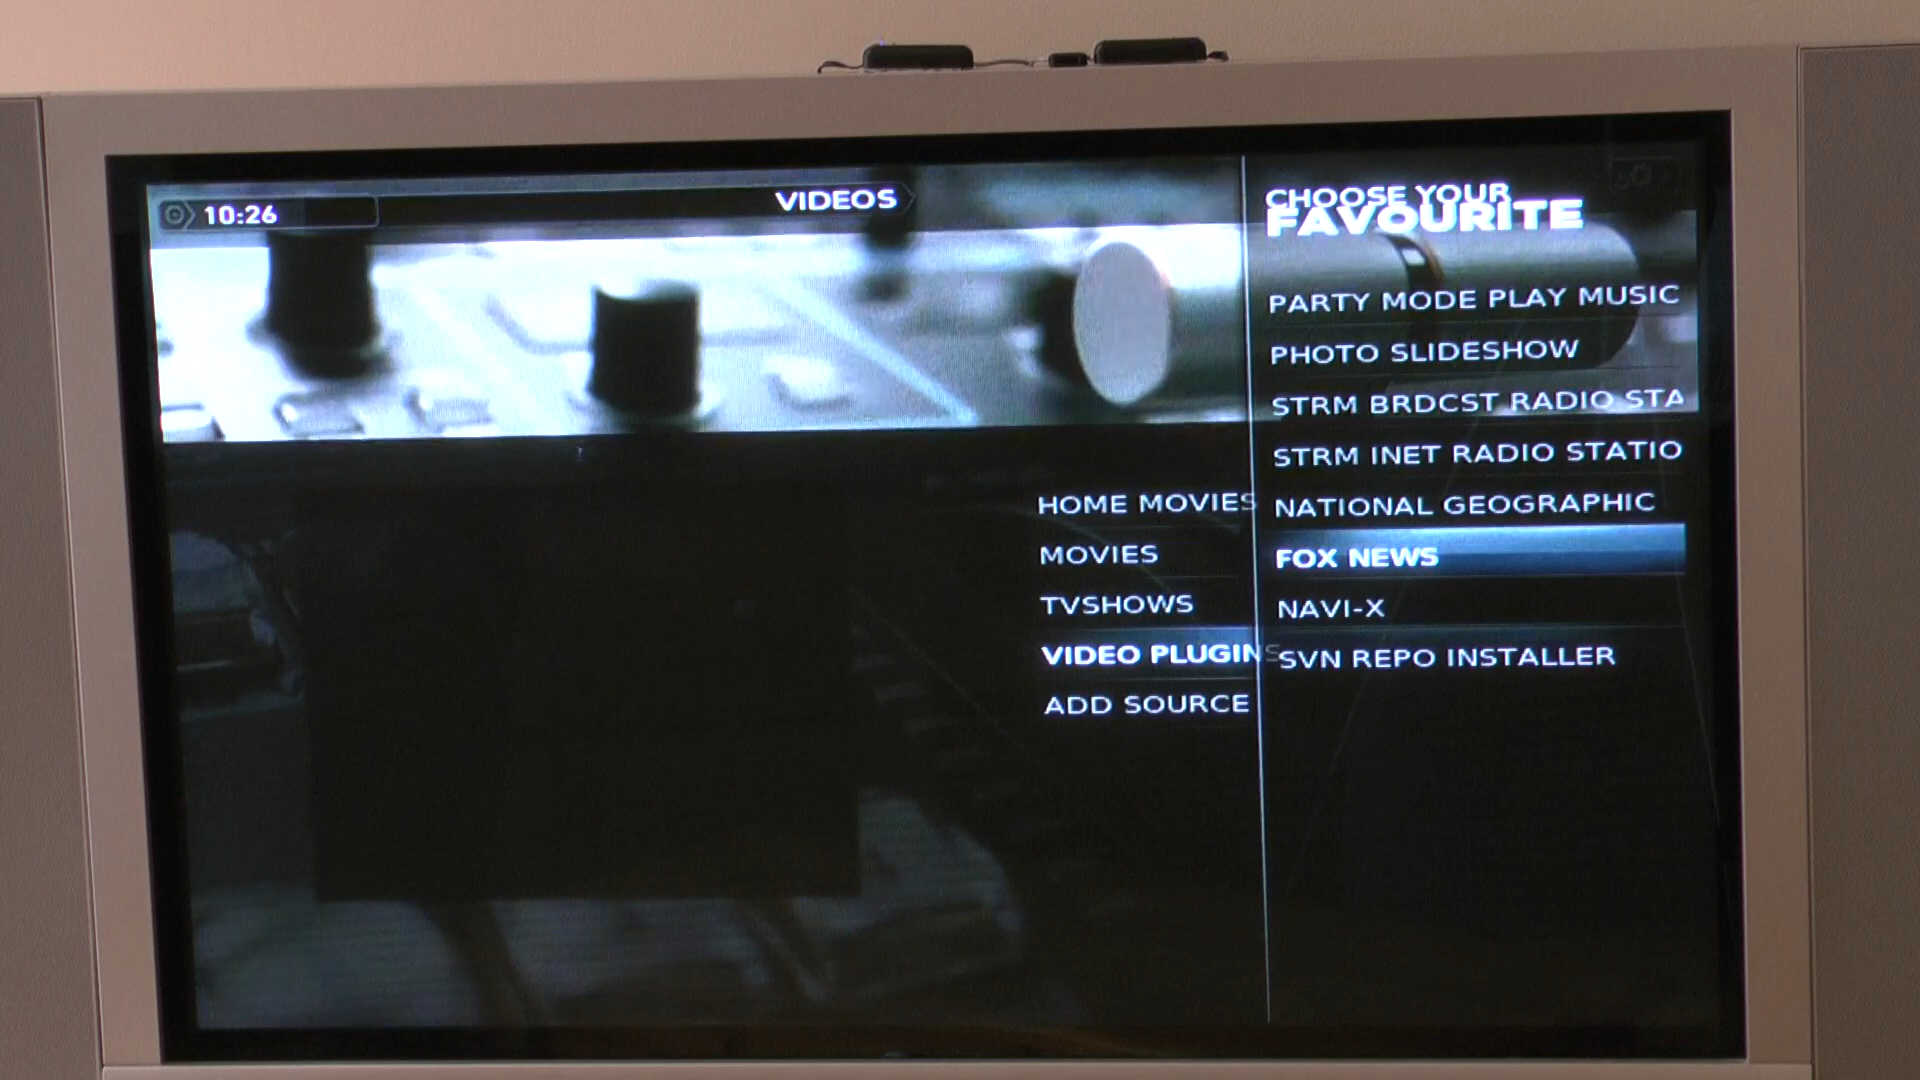 10:26
VIDEOS
HOME MOVIES
MOVIES
TVSHOWS
VIDEO PLUGINS
ADD SOURCE
CHOOSE YOUR
FAVOURITE
PARTY MODE PLAY MUSIC
PHOTO SLIDESHOW
STRM BRDCST RADIO STA
STRM INET RADIO STATIO
NATIONAL GEOGRAPHIC
FOX NEWS
NAVI-X
SVN REPO INSTALLER